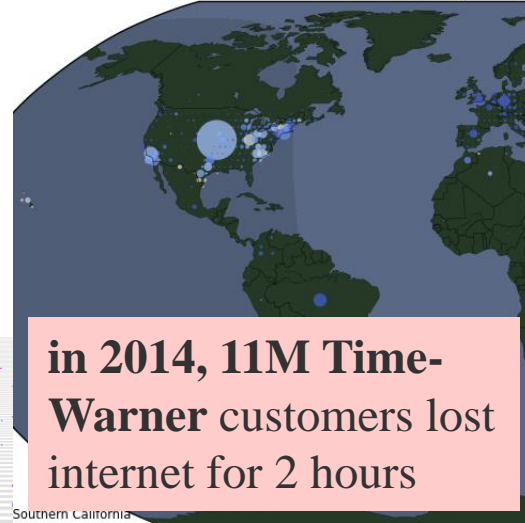 in 2014, 11M Time-
Warner customers lost
internet for 2 hours
Southern California